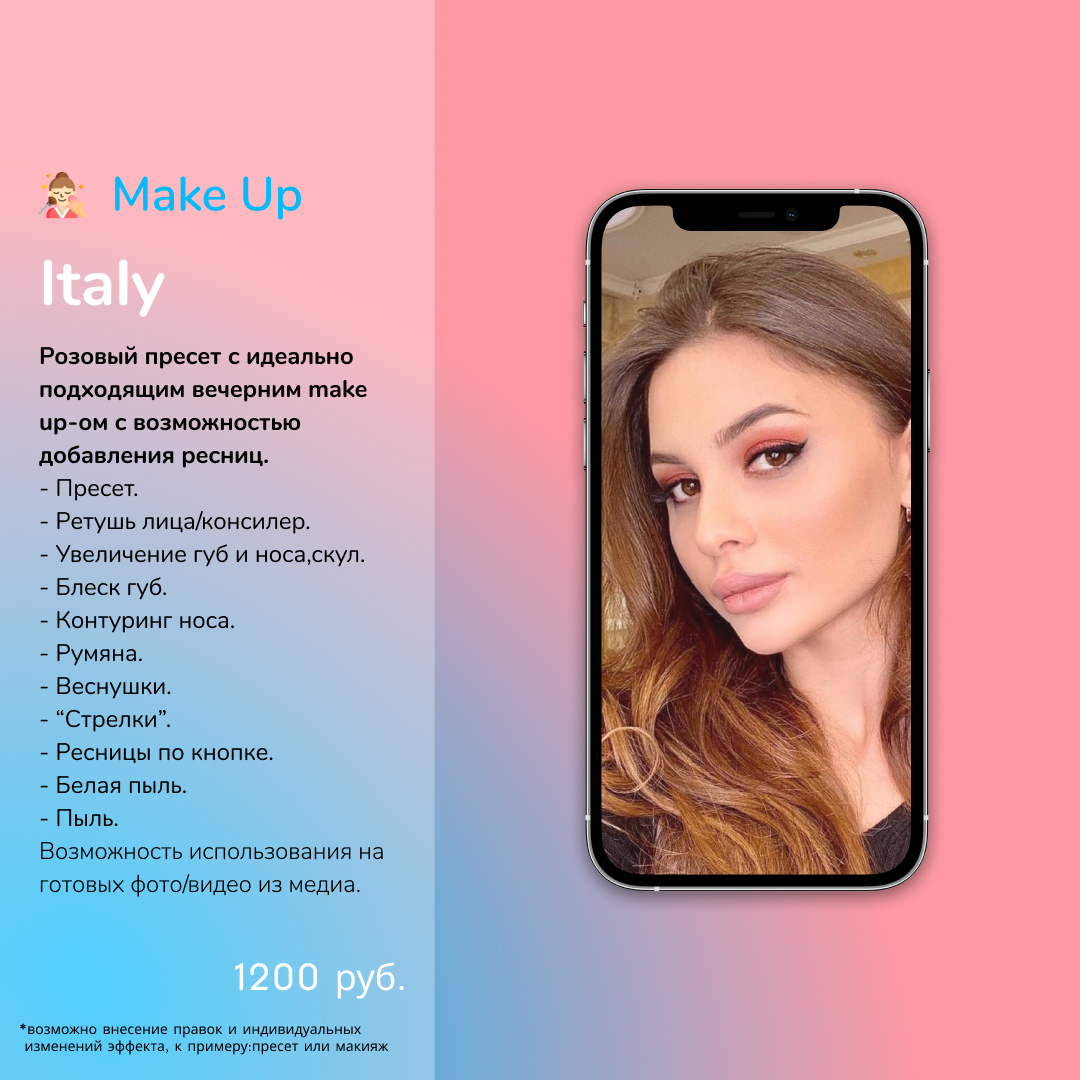 Make Up
Italy
Розовый пресет с идеально
подходящим вечерним make
up-ом с возможностью
добавления ресниц.
- Пресет.
- Ретушь лица/консилер.
- Увеличение губ и носа,скул.
- Блеск губ.
- Контуринг носа.
- Румяна.
- Веснушки.
- “Стрелки”.
- Ресницы по кнопке.
- Белая пыль.
- Пыль.
Возможность использования на
готовых фото/видео из медиа.
1200 руб.
*возможно внесение правок и индивидуальных
изменений эффекта, к примеру:пресет или макияж